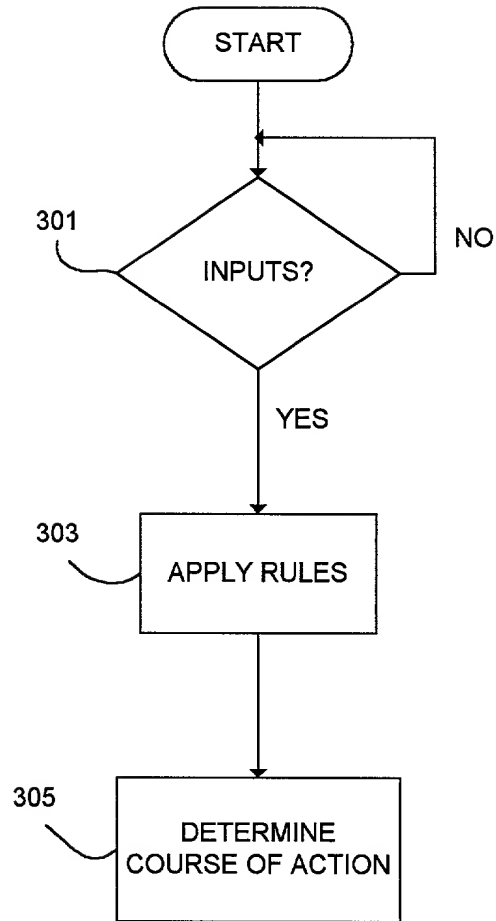 START
301
INPUTS?
NO
YES
303
APPLY RULES
305
DETERMINE
COURSE OF ACTION